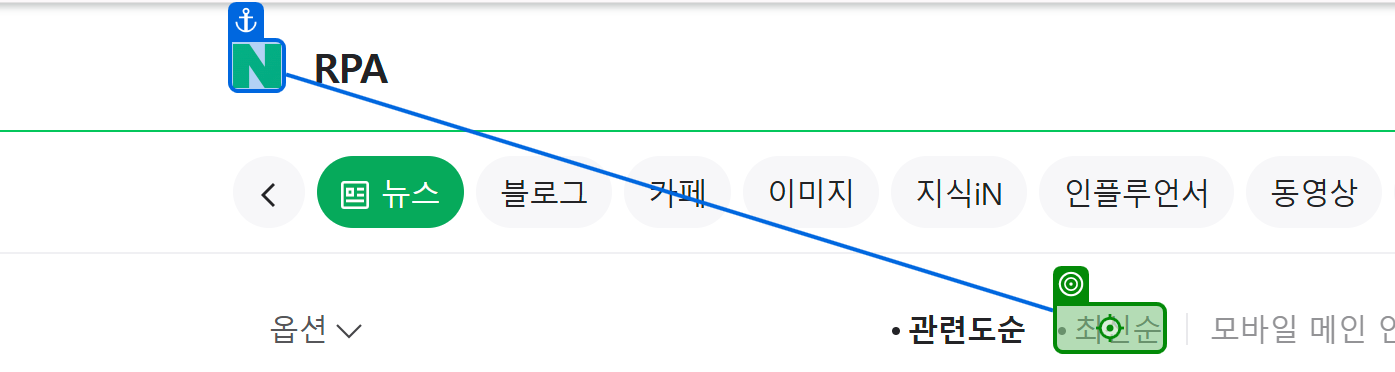 N RPA
뉴스 블로그 카페 이미지 지식iN 인플루언서 동영상
옵션 • 관련도순 • 최신순 모바일 메인